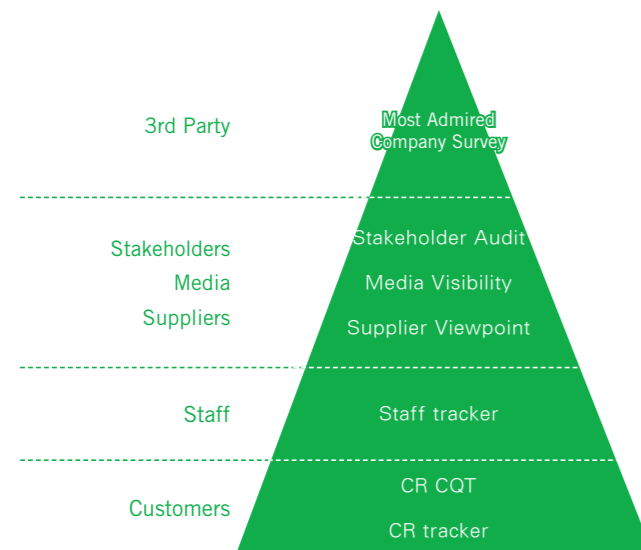 3rd Party
Most Admired
Company Survey
Stakeholders
Media
Suppliers
Stakeholder Audit
Media Visibility
Supplier Viewpoint
Staff
Staff tracker
Customers
CR CQT
CR tracker